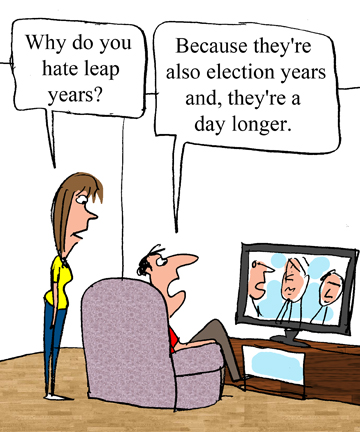 Why do you
hate leap
years?
Because they're
also election years
and, they're a
day longer.